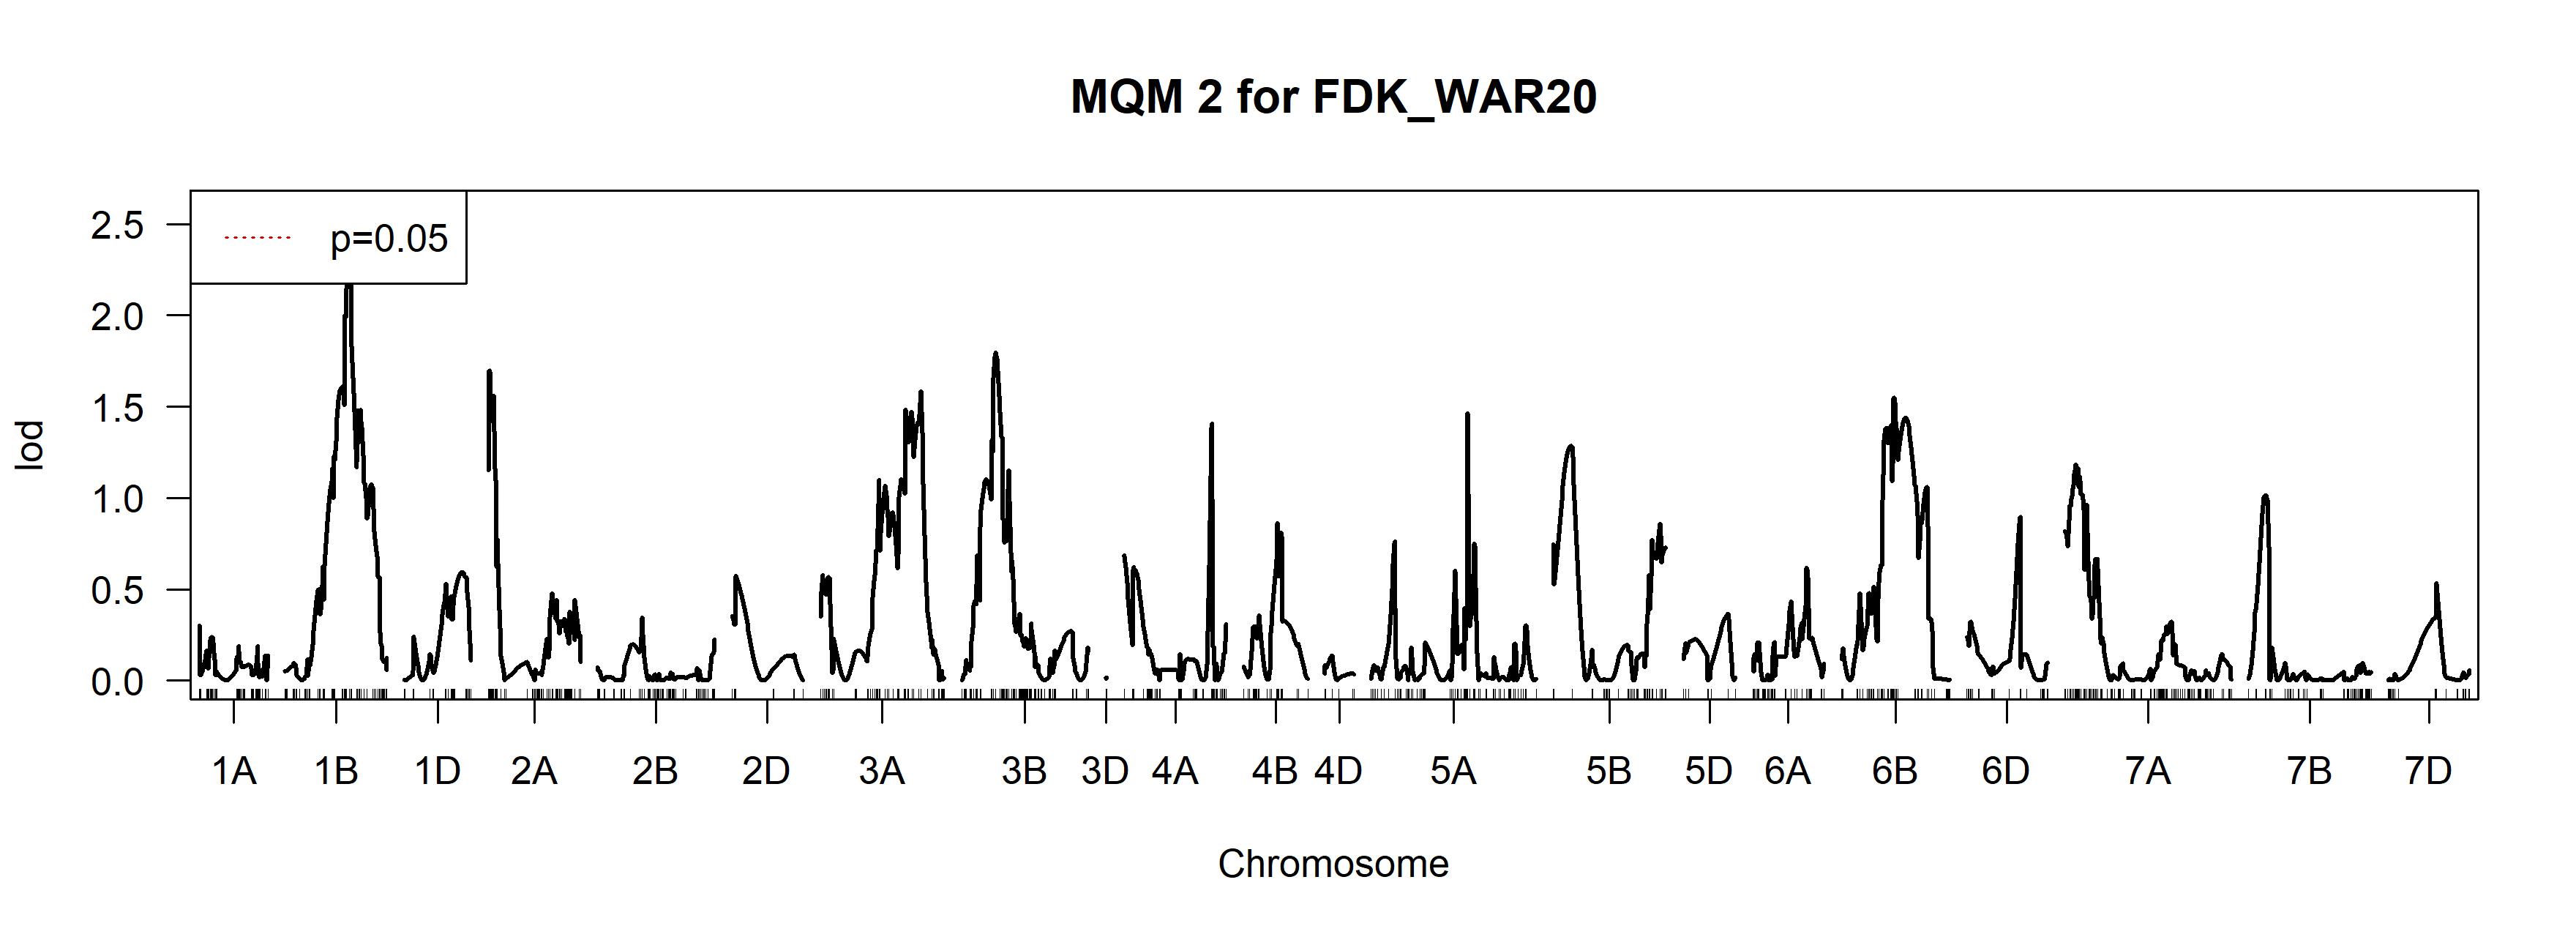 MQM 2 for FDK_WAR20
2.5
2.0
1.5
1.0
0.5
0.0
lod
p=0.05
1A 1B 1D 2A 2B 2D 3A 3B 3D 4A 4B 4D 5A 5B 5D 6A 6B 6D 7A 7B 7D
Chromosome